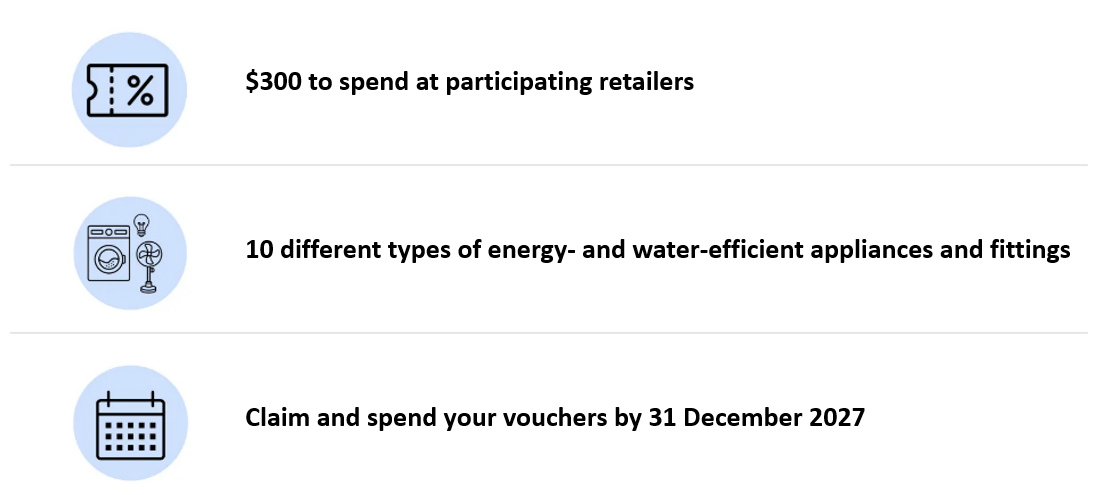 $300 to spend at participating retailers
10 different types of energy- and water-efficient appliances and fittings
Claim and spend your vouchers by 31 December 2027